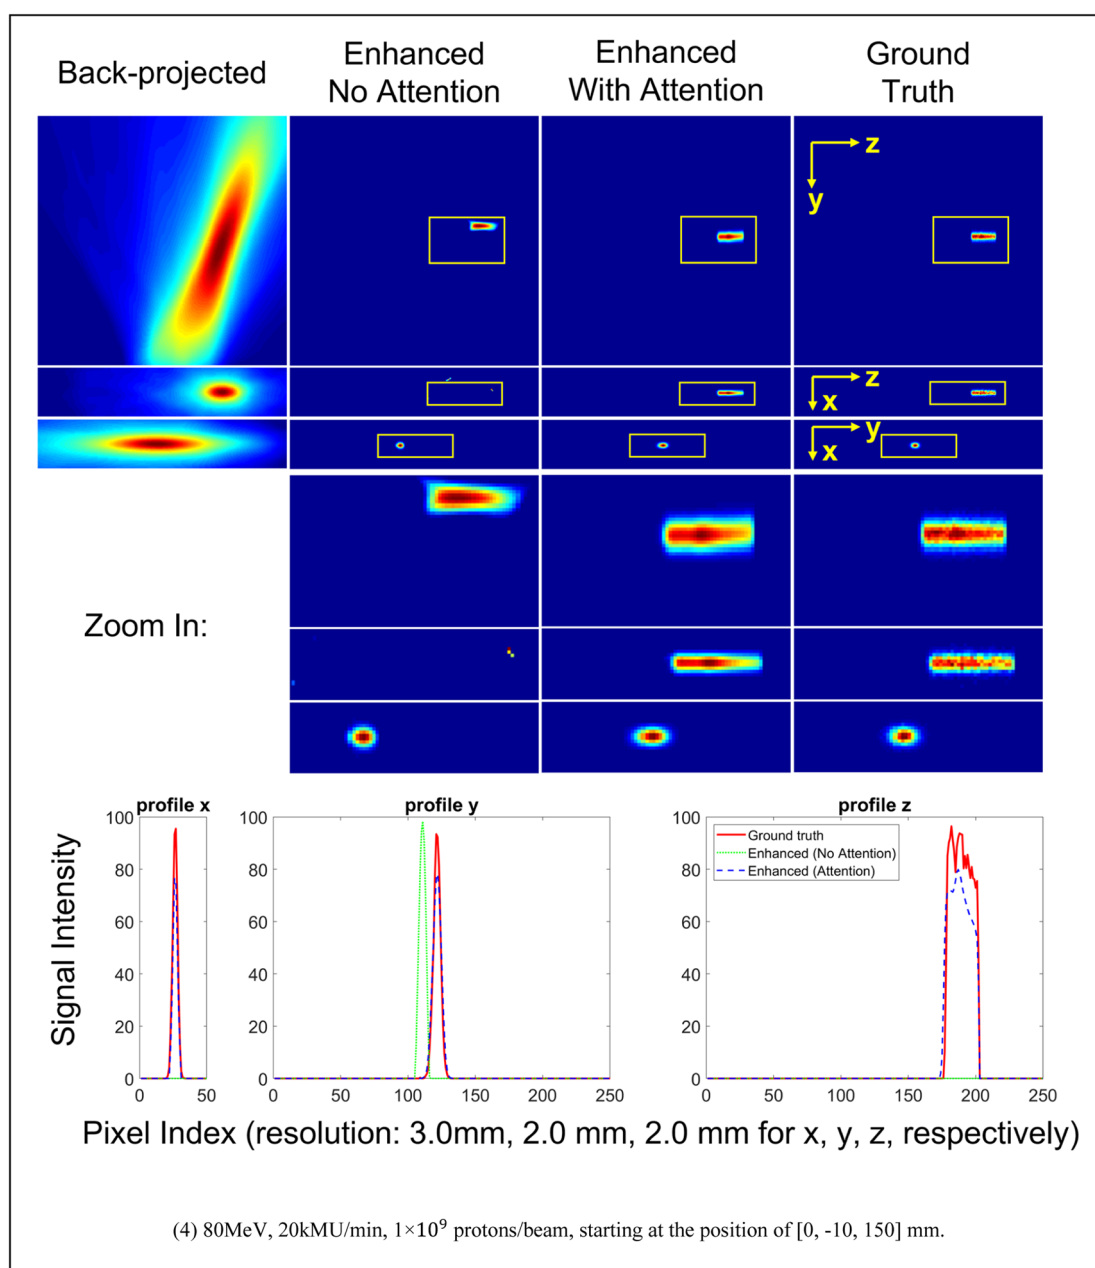 Back-projected
Enhanced
No Attention
Enhanced
With Attention
Ground
Truth
z
y
z
x
y
x
Zoom In:
profile x
profile y
profile z
Signal Intensity
100
80
60
40
20
0
0
50
100
80
60
40
20
0
0
50
100
150
200
250
100
80
60
40
20
0
0
50
100
150
200
250
Ground truth
Enhanced (No Attention)
Enhanced (Attention)
Pixel Index (resolution: 3.0mm, 2.0 mm, 2.0 mm for x, y, z, respectively)
(4) 80MeV, 20kMU/min, 1×10⁹ protons/beam, starting at the position of [0, -10, 150] mm.